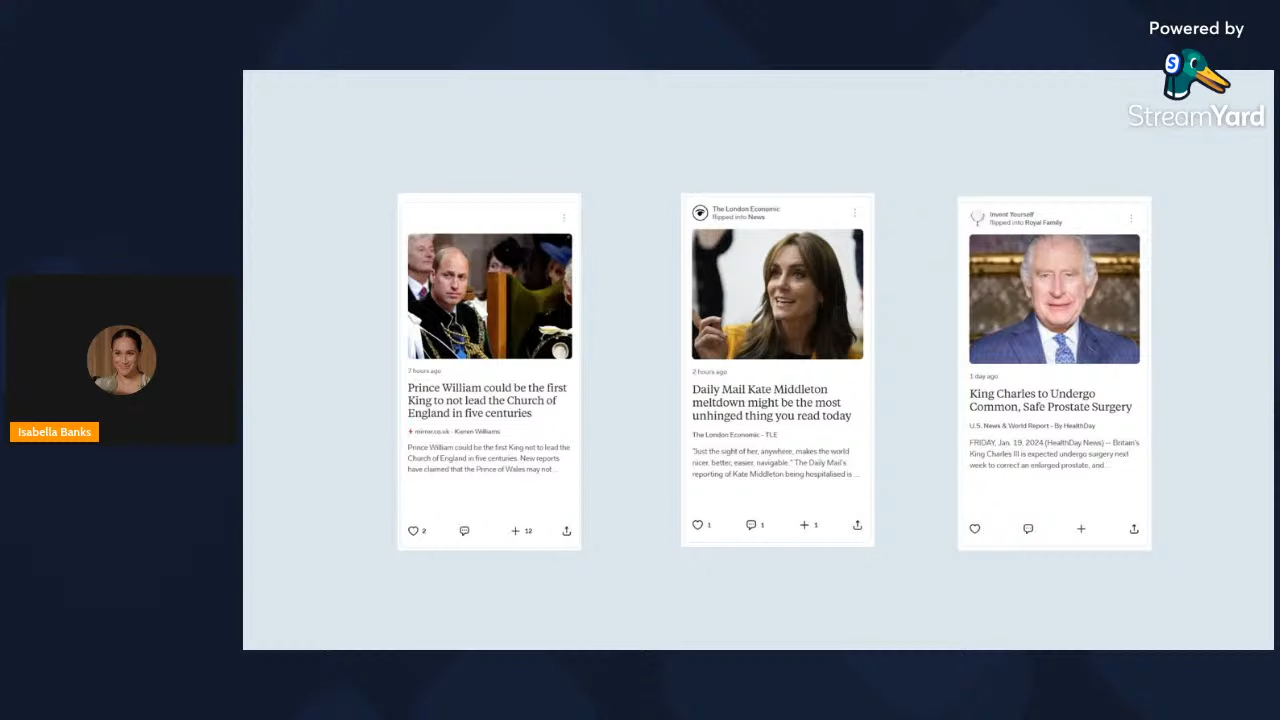 Powered by
S
StreamYard
Isabella Banks
7 hours ago
Prince William could be the first
King to not lead the Church of
England in five centuries
mirror.co.uk - Kieren Williams
Prince William could be the first King not to lead the
Church of England in five centuries. New reports
have claimed that the Prince of Wales may not ...
2
12
The London Economic
flipped into News
2 hours ago
Daily Mail Kate Middleton
meltdown might be the most
unhinged thing you read today
The London Economic - TLE
"Just the sight of her, anywhere, makes the world
nicer, better, easier, navigable." The Daily Mail's
reporting of Kate Middleton being hospitalised is ...
1
1
1
Invent Yourself
flipped into Royal Family
1 day ago
King Charles to Undergo
Common, Safe Prostate Surgery
U.S. News & World Report - By HealthDay
FRIDAY, Jan. 19, 2024 (HealthDay News) -- Britain's
King Charles III is expected undergo surgery next
week to correct an enlarged prostate, and...